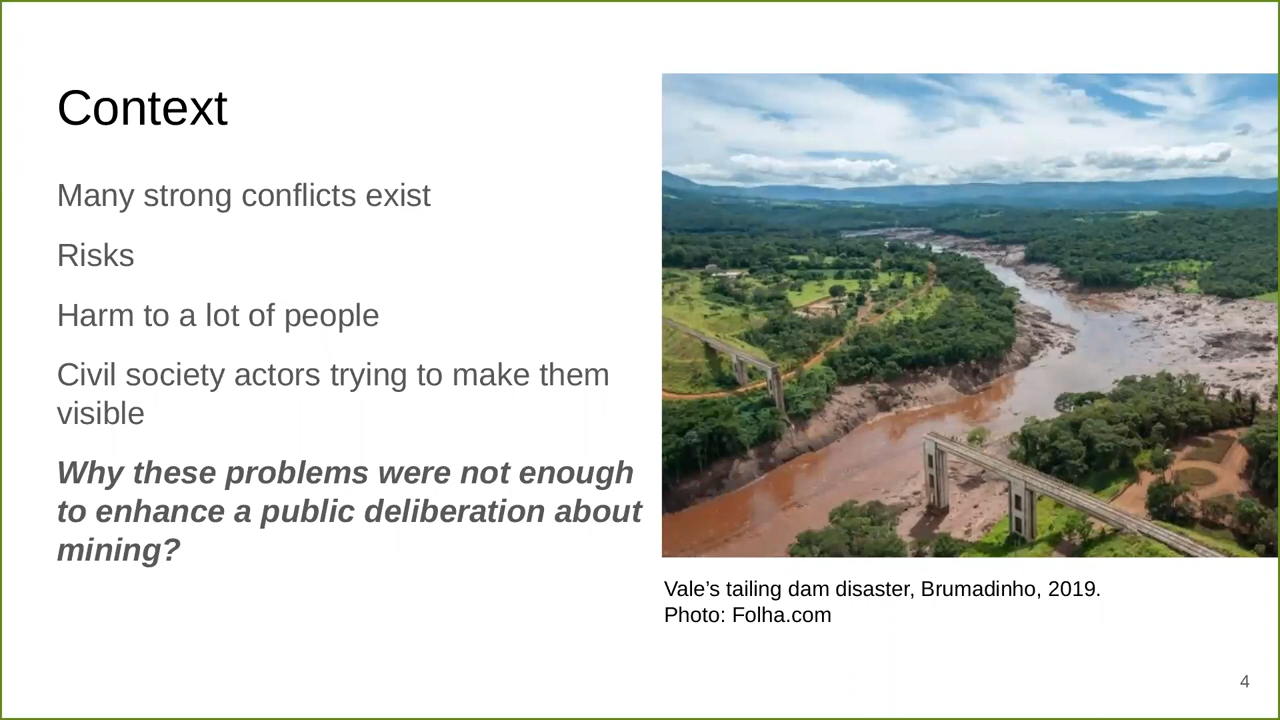 Context
Many strong conflicts exist
Risks
Harm to a lot of people
Civil society actors trying to make them
visible
Why these problems were not enough
to enhance a public deliberation about
mining?
Vale’s tailing dam disaster, Brumadinho, 2019.
Photo: Folha.com
4